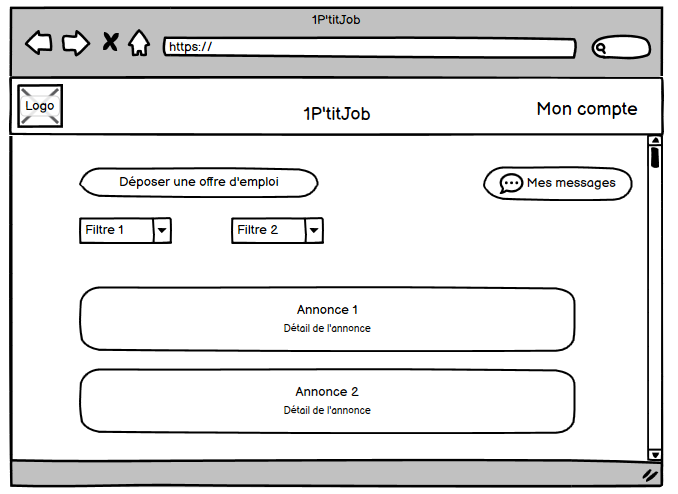 1P'titJob
https://
Logo
1P'titJob
Mon compte
Déposer une offre d'emploi
Mes messages
Filtre 1
Filtre 2
Annonce 1
Détail de l'annonce
Annonce 2
Détail de l'annonce